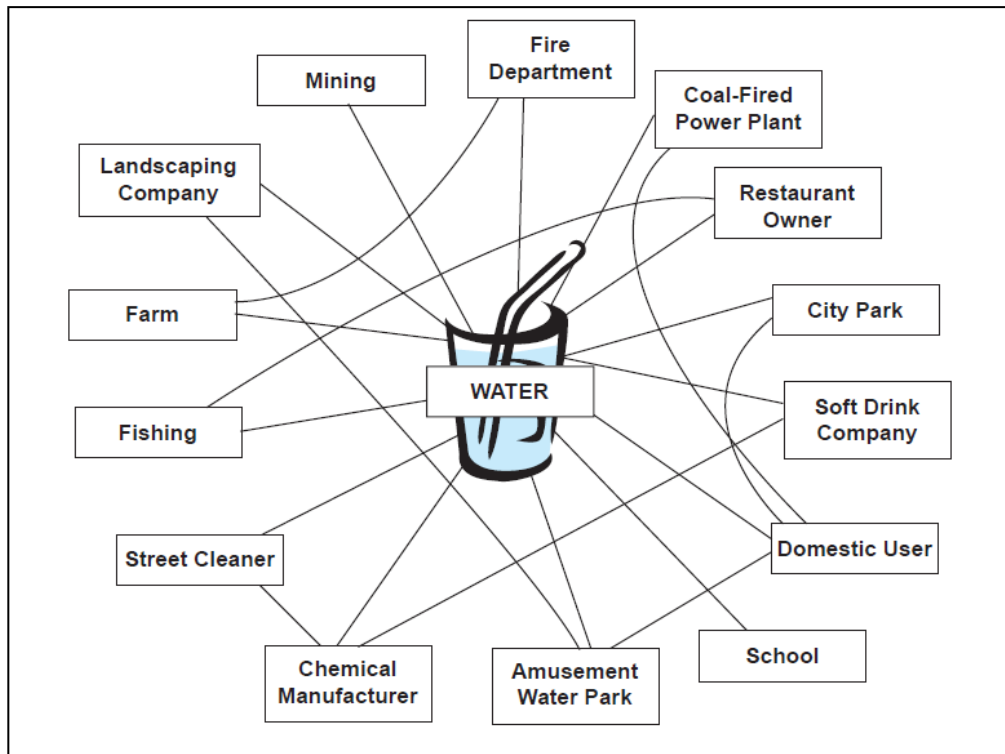 Fire
Department
Mining
Coal-Fired
Power Plant
Landscaping
Company
Restaurant
Owner
Farm
City Park
WATER
Soft Drink
Company
Fishing
Street Cleaner
Domestic User
Chemical
Manufacturer
Amusement
Water Park
School